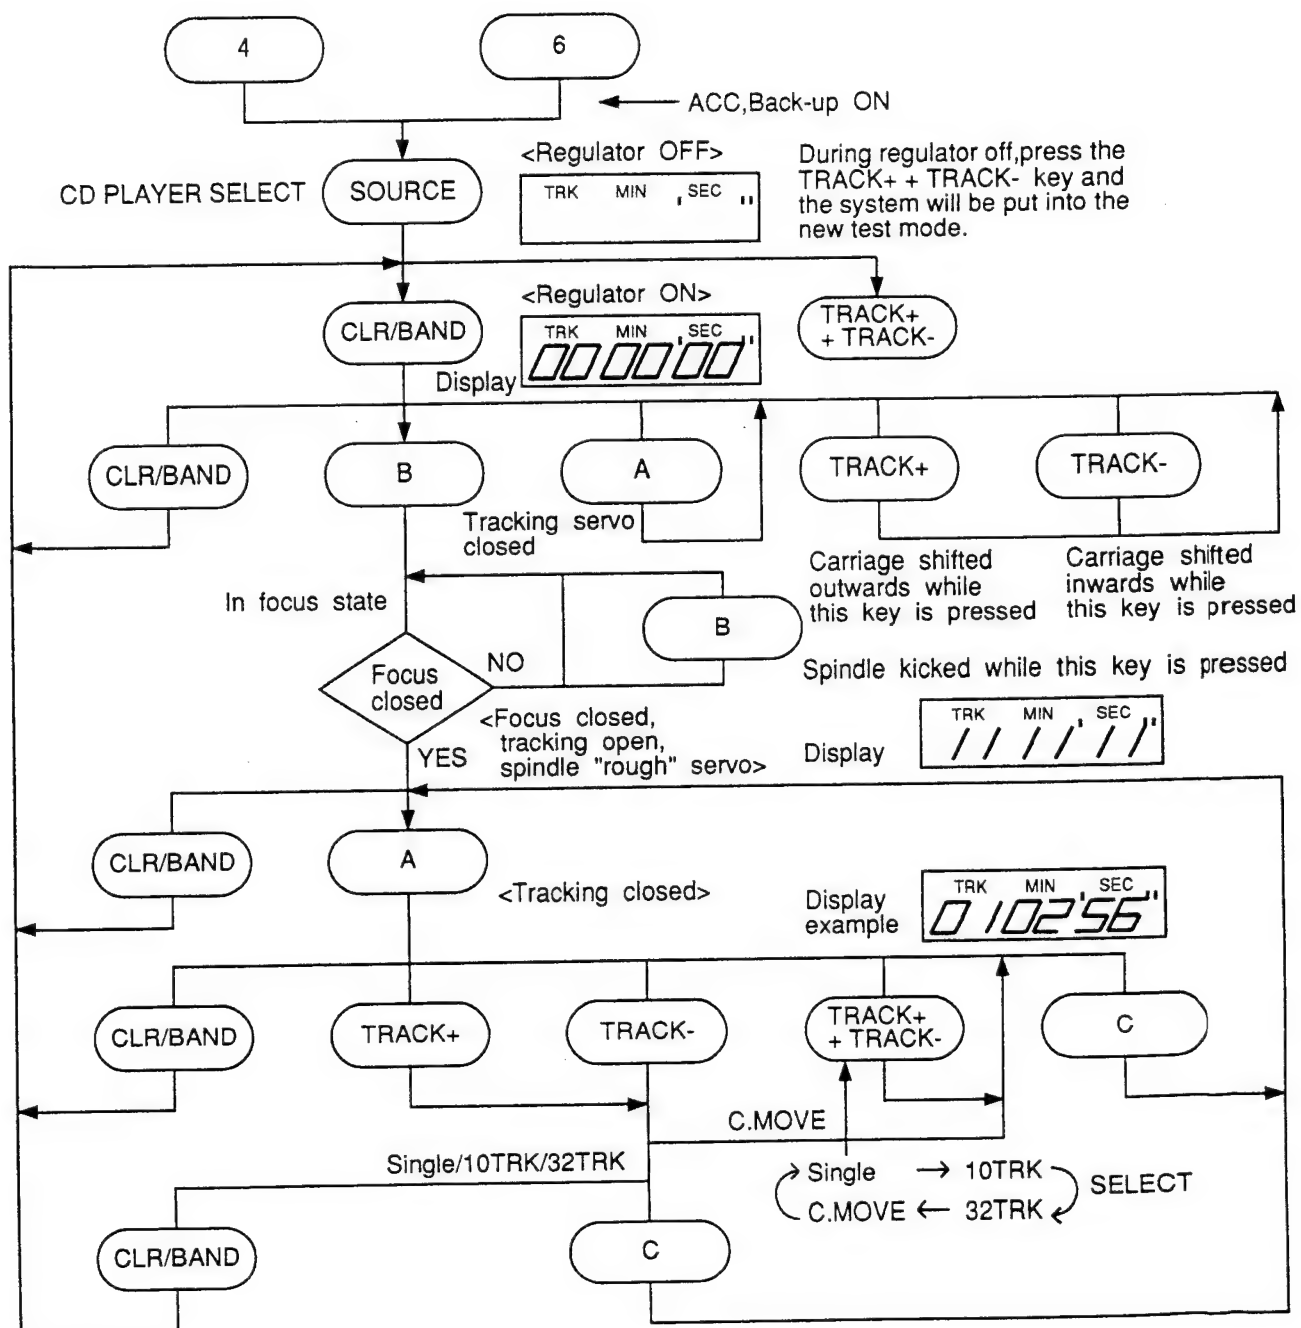 4
6
ACC,Back-up ON
CD PLAYER SELECT
SOURCE
<Regulator OFF>
TRK MIN ' SEC "
During regulator off,press the
TRACK+ + TRACK- key and
the system will be put into the
new test mode.
CLR/BAND
<Regulator ON>
TRK MIN SEC
00 00'00"
Display
TRACK+
+ TRACK-
CLR/BAND
B
A
TRACK+
TRACK-
Tracking servo
closed
Carriage shifted
outwards while
this key is pressed
Carriage shifted
inwards while
this key is pressed
In focus state
B
Focus
closed
NO
Spindle kicked while this key is pressed
YES
<Focus closed,
tracking open,
spindle "rough" servo>
Display
TRK MIN SEC
// //'//"
CLR/BAND
A
<Tracking closed>
Display
example
TRK MIN SEC
01 02'56"
CLR/BAND
TRACK+
TRACK-
TRACK+
+ TRACK-
C
C.MOVE
Single/10TRK/32TRK
Single → 10TRK
C.MOVE ← 32TRK
SELECT
CLR/BAND
C